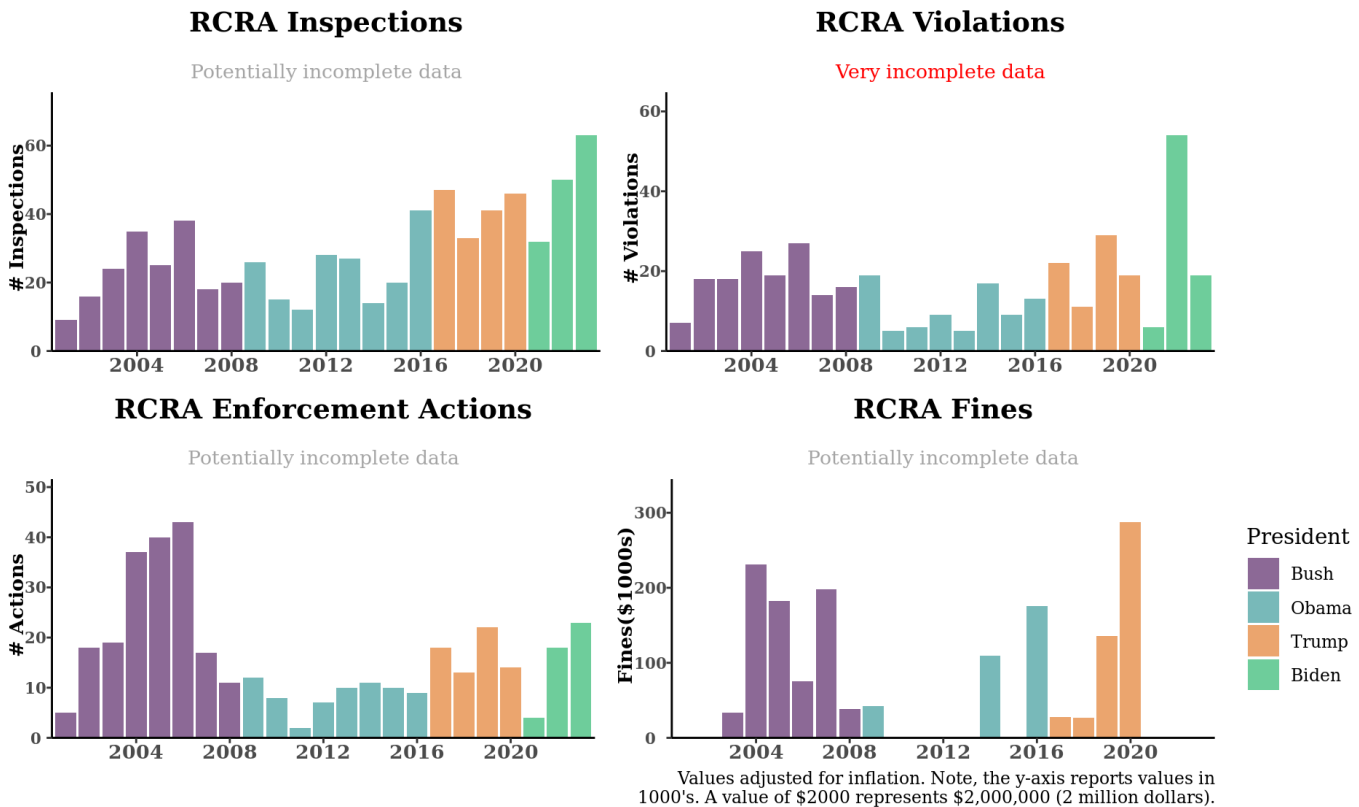 RCRA Inspections
Potentially incomplete data
# Inspections
60
40
20
0
2004 2008 2012 2016 2020
RCRA Violations
Very incomplete data
# Violations
60
40
20
0
2004 2008 2012 2016 2020
RCRA Enforcement Actions
Potentially incomplete data
# Actions
50
40
30
20
10
0
2004 2008 2012 2016 2020
RCRA Fines
Potentially incomplete data
Fines($1000s)
300
200
100
0
2004 2008 2012 2016 2020
President
Bush
Obama
Trump
Biden
Values adjusted for inflation. Note, the y-axis reports values in
1000's. A value of $2000 represents $2,000,000 (2 million dollars).